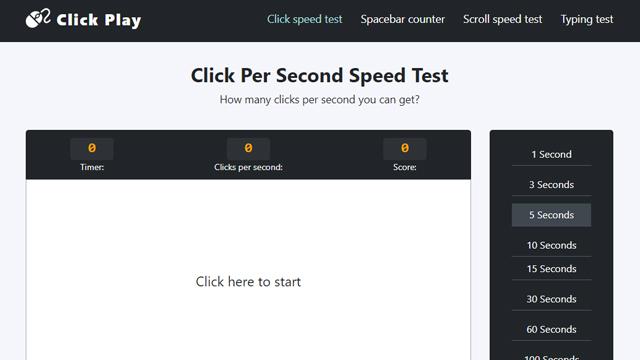 Click Play
Click speed test Spacebar counter Scroll speed test Typing test
Click Per Second Speed Test
How many clicks per second you can get?
0 0 0
Timer: Clicks per second: Score:
Click here to start
1 Second
3 Seconds
5 Seconds
10 Seconds
15 Seconds
30 Seconds
60 Seconds
100 Seconds